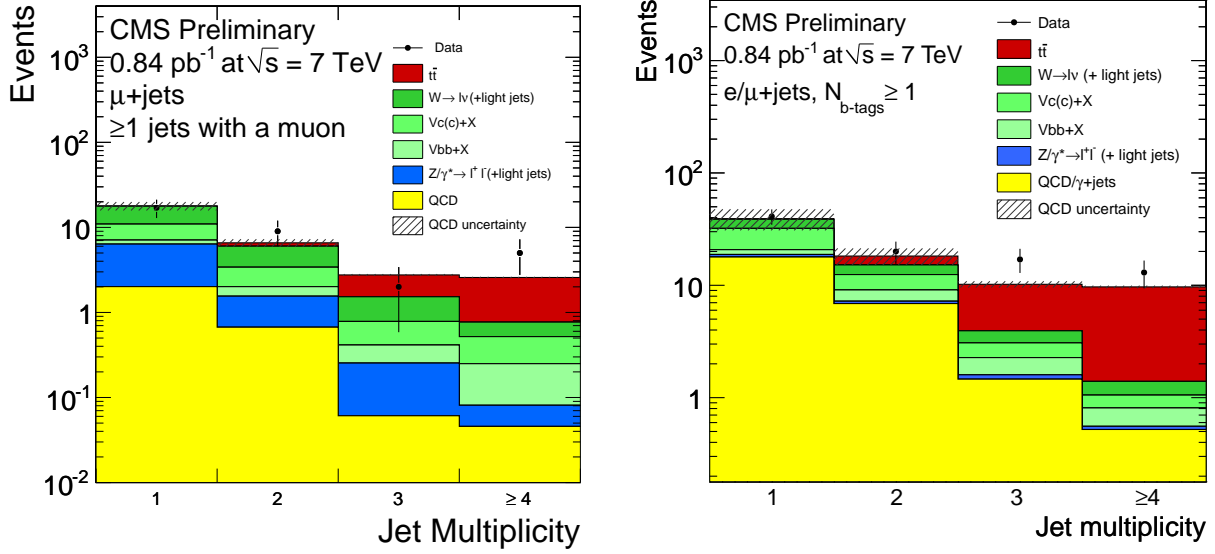 Events
CMS Preliminary
0.84 pb⁻¹ at √s = 7 TeV
μ+jets
≥1 jets with a muon
Data
tt̄
W→lν(+light jets)
Vc(c)+X
Vbb+X
Z/γ*→ l⁺ l⁻(+light jets)
QCD
QCD uncertainty
10³
10²
10
1
10⁻¹
10⁻²
1 2 3 ≥4
Jet Multiplicity
Events
CMS Preliminary
0.84 pb⁻¹ at √s = 7 TeV
e/μ+jets, N_b-tags ≥ 1
Data
tt̄
W→lν (+ light jets)
Vc(c)+X
Vbb+X
Z/γ*→l⁺l⁻ (+ light jets)
QCD/γ+jets
QCD uncertainty
10³
10²
10
1
1 2 3 ≥4
Jet multiplicity